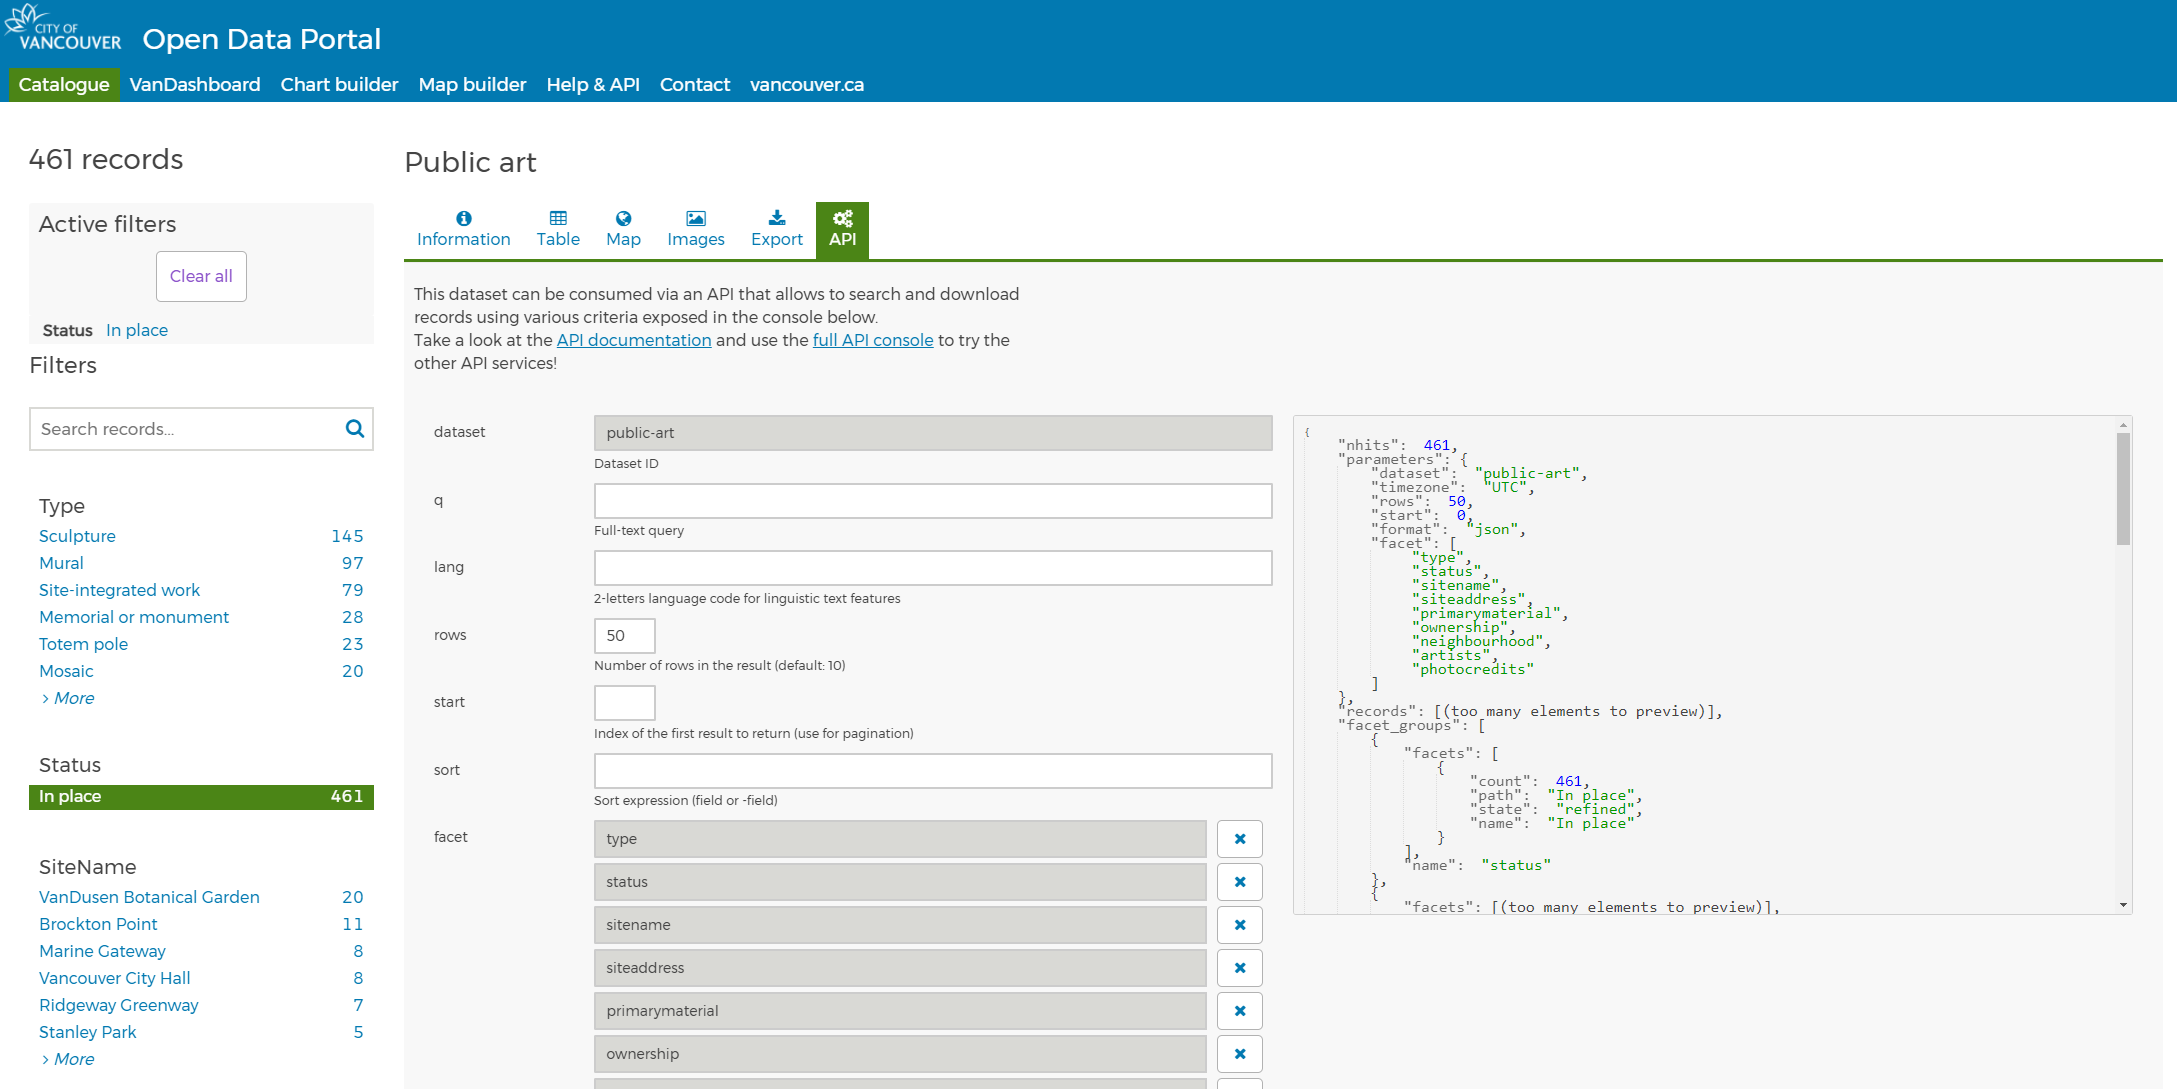 CITY OF
VANCOUVER
Open Data Portal
Catalogue VanDashboard Chart builder Map builder Help & API Contact vancouver.ca
461 records
Active filters
Clear all
Status In place
Filters
Search records...
Type
Sculpture 145
Mural 97
Site-integrated work 79
Memorial or monument 28
Totem pole 23
Mosaic 20
> More
Status
In place 461
SiteName
VanDusen Botanical Garden 20
Brockton Point 11
Marine Gateway 8
Vancouver City Hall 8
Ridgeway Greenway 7
Stanley Park 5
> More
Public art
Information Table Map Images Export API
This dataset can be consumed via an API that allows to search and download
records using various criteria exposed in the console below.
Take a look at the API documentation and use the full API console to try the
other API services!
dataset public-art
Dataset ID
q
Full-text query
lang
2-letters language code for linguistic text features
rows 50
Number of rows in the result (default: 10)
start
Index of the first result to return (use for pagination)
sort
Sort expression (field or -field)
facet type
status
sitename
siteaddress
primarymaterial
ownership
{
"nhits": 461,
"parameters": {
"dataset": "public-art",
"timezone": "UTC",
"rows": 50,
"start": 0,
"format": "json",
"facet": [
"type",
"status",
"sitename",
"siteaddress",
"primarymaterial",
"ownership",
"neighbourhood",
"artists",
"photocredits"
]
},
"records": [(too many elements to preview)],
"facet_groups": [
{
"facets": [
{
"count": 461,
"path": "In place",
"state": "refined",
"name": "In place"
}
],
"name": "status"
},
{
"facets": [(too many elements to preview)],